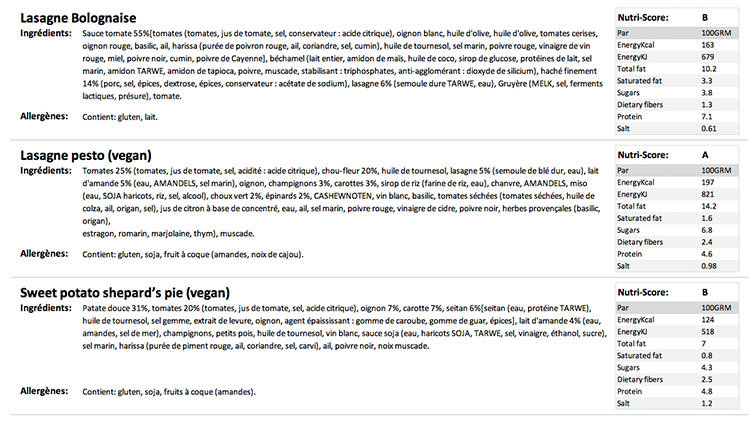 Lasagne Bolognaise
Ingrédients: Sauce tomate 55%[tomates (tomates, jus de tomate, sel, conservateur : acide citrique), oignon blanc, huile d'olive, huile d'olive, tomates cerises,
oignon rouge, basilic, ail, harissa (purée de poivron rouge, ail, coriandre, sel, cumin), huile de tournesol, sel marin, poivre rouge, vinaigre de vin
rouge, miel, poivre noir, cumin, poivre de Cayenne], béchamel (lait entier, amidon de maïs, huile de coco, sirop de glucose, protéines de lait, sel
marin, amidon TARWE, amidon de tapioca, poivre, muscade, stabilisant : triphosphates, anti-agglomérant : dioxyde de silicium), haché finement
14% (porc, sel, épices, dextrose, épices, conservateur : acétate de sodium), lasagne 6% (semoule dure TARWE, eau), Gruyère (MELK, sel, ferments
lactiques, présure), tomate.
Allergènes: Contient: gluten, lait.
Nutri-Score: B
Par 100GRM
EnergyKcal 163
EnergyKJ 679
Total fat 10.2
Saturated fat 3.3
Sugars 3.8
Dietary fibers 1.3
Protein 7.1
Salt 0.61
Lasagne pesto (vegan)
Ingrédients: Tomates 25% (tomates, jus de tomate, sel, acidité : acide citrique), chou-fleur 20%, huile de tournesol, lasagne 5% (semoule de blé dur, eau), lait
d'amande 5% (eau, AMANDELS, sel marin), oignon, champignons 3%, carottes 3%, sirop de riz (farine de riz, eau), chanvre, AMANDELS, miso
(eau, SOJA haricots, riz, sel, alcool), choux vert 2%, épinards 2%, CASHEWNOTEN, vin blanc, basilic, tomates séchées (tomates séchées, huile de
colza, ail, origan, sel), jus de citron à base de concentré, eau, ail, sel marin, poivre rouge, vinaigre de cidre, poivre noir, herbes provençales (basilic,
origan),
estragon, romarin, marjolaine, thym), muscade.
Allergènes: Contient: gluten, soja, fruit à coque (amandes, noix de cajou).
Nutri-Score: A
Par 100GRM
EnergyKcal 197
EnergyKJ 821
Total fat 14.2
Saturated fat 1.6
Sugars 6.8
Dietary fibers 2.4
Protein 4.6
Salt 0.98
Sweet potato shepard's pie (vegan)
Ingrédients: Patate douce 31%, tomates 20% (tomates, jus de tomate, sel, acide citrique), oignon 7%, carotte 7%, seitan 6%[seitan (eau, protéine TARWE),
huile de tournesol, sel gemme, extrait de levure, oignon, agent épaississant : gomme de caroube, gomme de guar, épices], lait d'amande 4% (eau,
amandes, sel de mer), champignons, petits pois, huile de tournesol, vin blanc, sauce soja (eau, haricots SOJA, TARWE, sel, vinaigre, éthanol, sucre),
sel marin, harissa (purée de piment rouge, ail, coriandre, sel, carvi), ail, poivre noir, noix muscade.
Allergènes: Contient: gluten, soja, fruits à coque (amandes).
Nutri-Score: B
Par 100GRM
EnergyKcal 124
EnergyKJ 518
Total fat 7
Saturated fat 0.8
Sugars 4.3
Dietary fibers 2.5
Protein 4.8
Salt 1.2